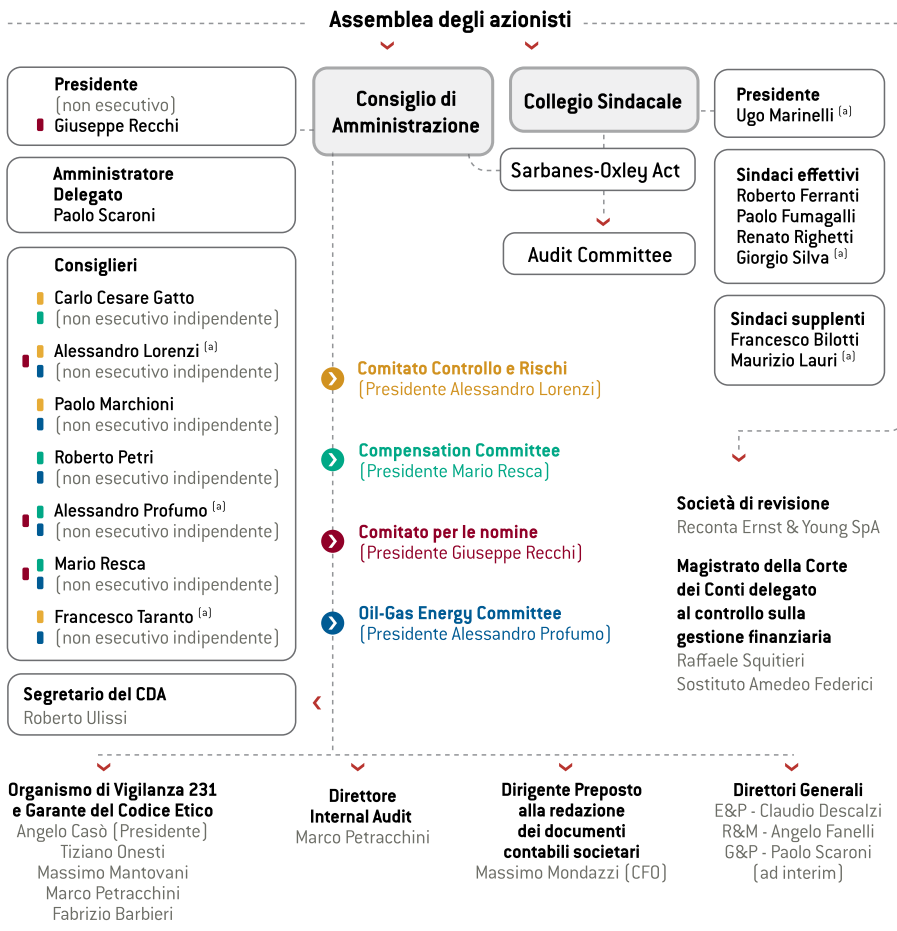 Assemblea degli azionisti
Presidente
(non esecutivo)
Giuseppe Recchi
Amministratore
Delegato
Paolo Scaroni
Consiglieri
Carlo Cesare Gatto
(non esecutivo indipendente)
Alessandro Lorenzi (a)
(non esecutivo indipendente)
Paolo Marchioni
(non esecutivo indipendente)
Roberto Petri
(non esecutivo indipendente)
Alessandro Profumo (a)
(non esecutivo indipendente)
Mario Resca
(non esecutivo indipendente)
Francesco Taranto (a)
(non esecutivo indipendente)
Segretario del CDA
Roberto Ulissi
Consiglio di
Amministrazione
Collegio Sindacale
Sarbanes-Oxley Act
Audit Committee
Presidente
Ugo Marinelli (a)
Sindaci effettivi
Roberto Ferranti
Paolo Fumagalli
Renato Righetti
Giorgio Silva (a)
Sindaci supplenti
Francesco Bilotti
Maurizio Lauri (a)
Comitato Controllo e Rischi
(Presidente Alessandro Lorenzi)
Compensation Committee
(Presidente Mario Resca)
Comitato per le nomine
(Presidente Giuseppe Recchi)
Oil-Gas Energy Committee
(Presidente Alessandro Profumo)
Società di revisione
Reconta Ernst & Young SpA
Magistrato della Corte
dei Conti delegato
al controllo sulla
gestione finanziaria
Raffaele Squitieri
Sostituto Amedeo Federici
Organismo di Vigilanza 231
e Garante del Codice Etico
Angelo Casò (Presidente)
Tiziano Onesti
Massimo Mantovani
Marco Petracchini
Fabrizio Barbieri
Direttore
Internal Audit
Marco Petracchini
Dirigente Preposto
alla redazione
dei documenti
contabili societari
Massimo Mondazzi (CFO)
Direttori Generali
E&P - Claudio Descalzi
R&M - Angelo Fanelli
G&P - Paolo Scaroni
(ad interim)